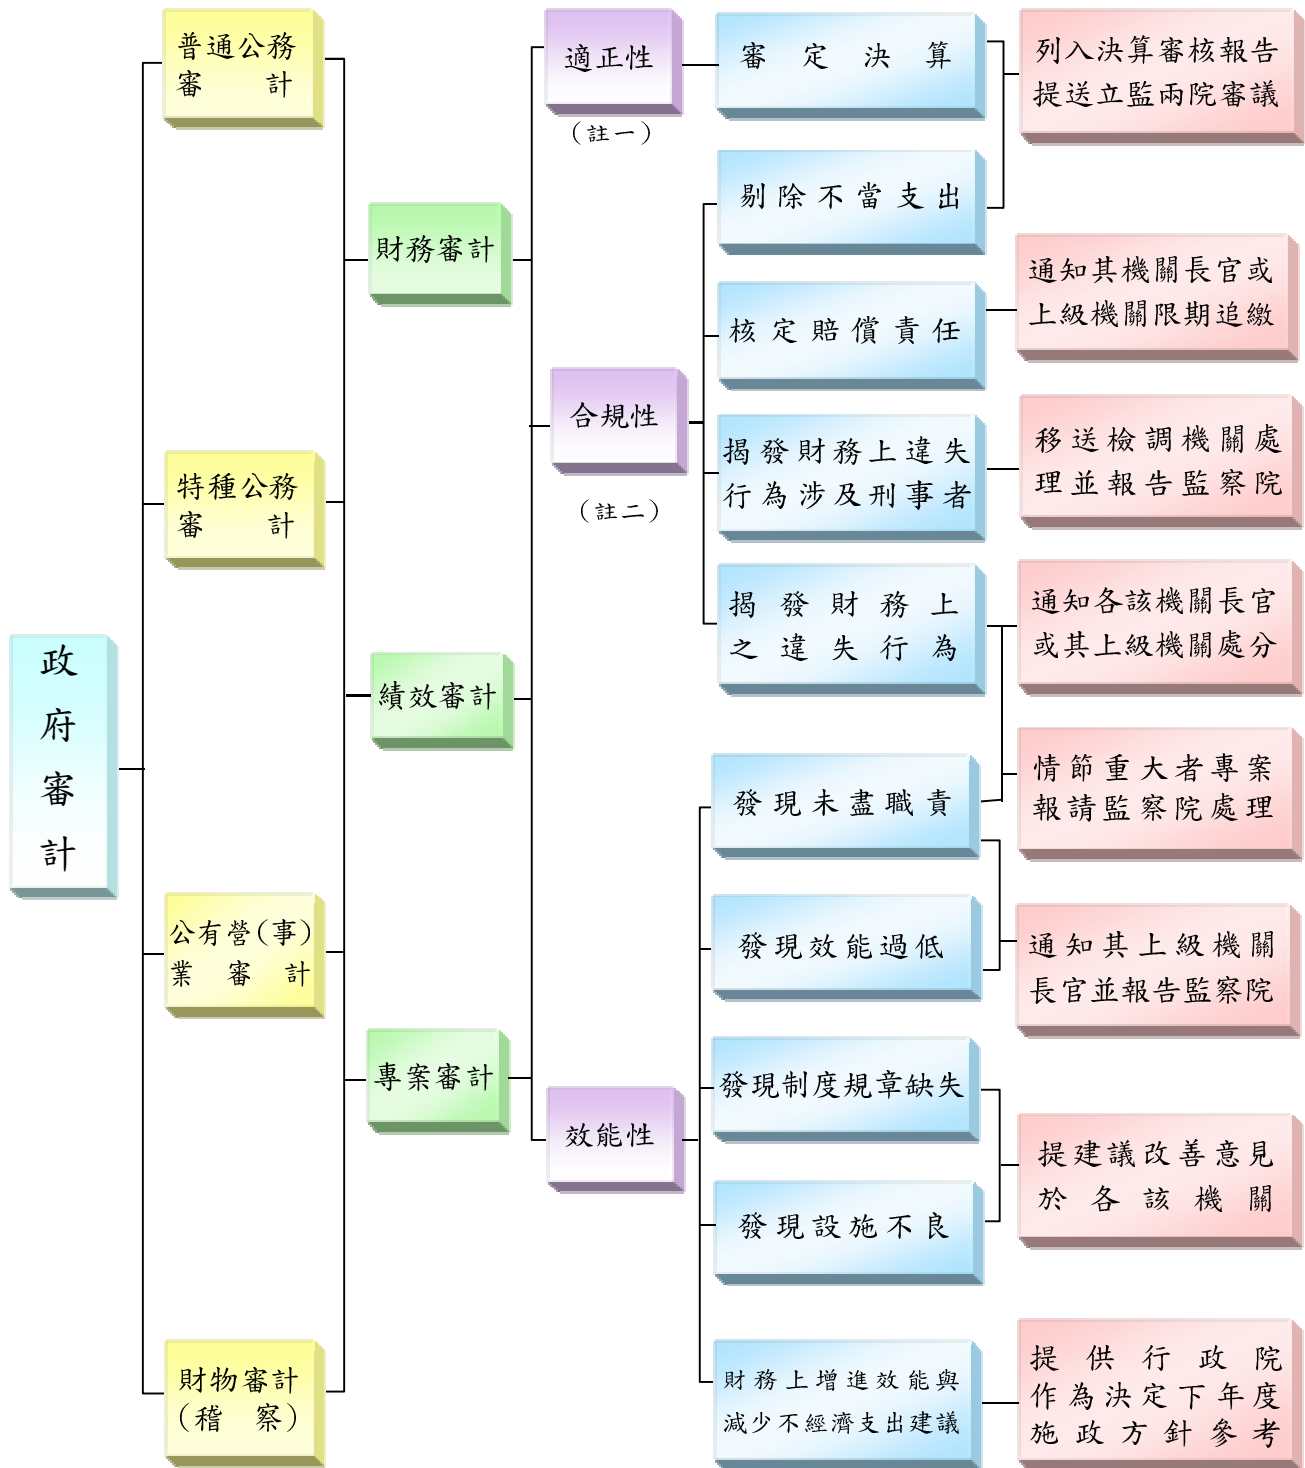 政
府
審
計
普通公務
審計
特種公務
審計
公有營(事)
業審計
財物審計
(稽察)
財務審計
績效審計
專案審計
適正性
(註一)
合規性
(註二)
效能性
審定決算
剔除不當支出
核定賠償責任
揭發財務上違失
行為涉及刑事者
揭發財務上
之違失行為
發現未盡職責
發現效能過低
發現制度規章缺失
發現設施不良
財務上增進效能與
減少不經濟支出建議
列入決算審核報告
提送立監兩院審議
通知其機關長官或
上級機關限期追繳
移送檢調機關處
理並報告監察院
通知各該機關長官
或其上級機關處分
情節重大者專案
報請監察院處理
通知其上級機關
長官並報告監察院
提建議改善意見
於各該機關
提供行政院
作為決定下年度
施政方針參考